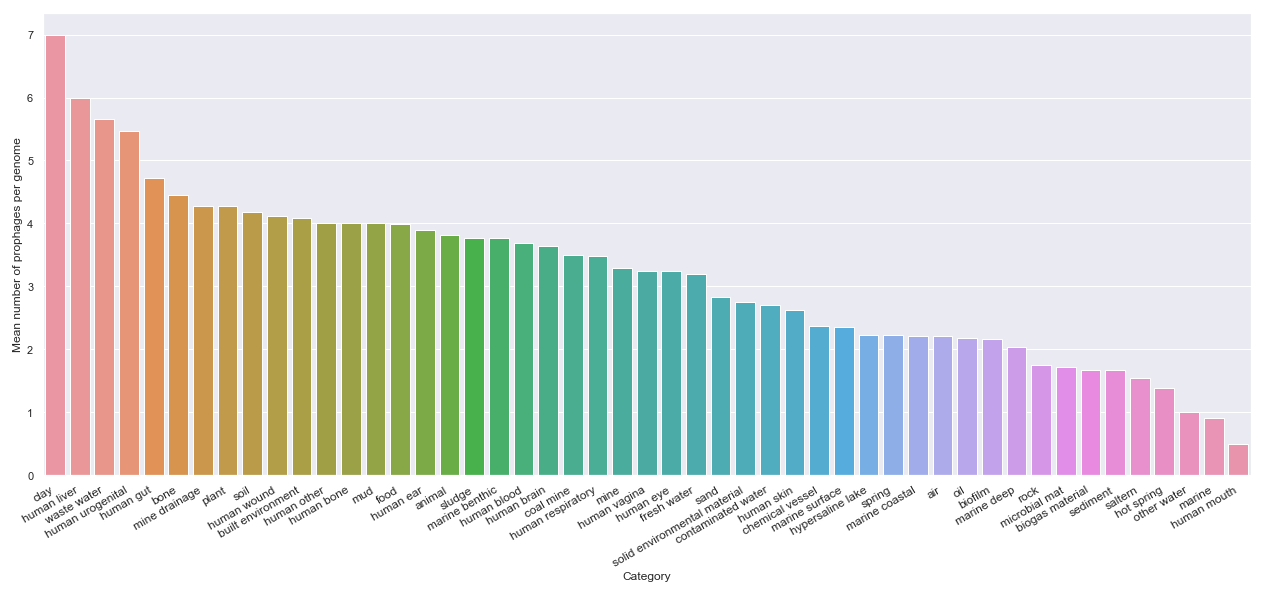 Mean number of prophages per genome
7
6
5
4
3
2
1
0
clay
human liver
waste water
human urogenital
human gut
bone
mine drainage
plant
soil
human wound
built environment
human other
human bone
mud
food
human ear
animal
sludge
marine benthic
human blood
human brain
coal mine
human respiratory
mine
human vagina
human eye
fresh water
sand
solid environmental material
contaminated water
human skin
chemical vessel
marine surface
hypersaline lake
spring
marine coastal
air
oil
biofilm
marine deep
rock
microbial mat
biogas material
sediment
saltern
hot spring
other water
marine
human mouth
Category